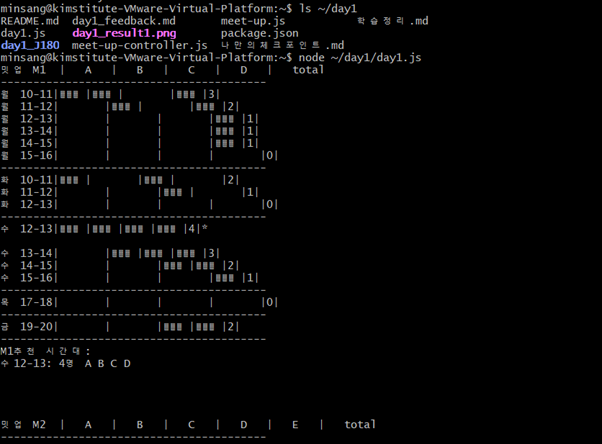 minsang@kimstitute-VMware-Virtual-Platform:~$ ls ~/day1
README.md day1_feedback.md meet-up.js 학습정리.md
day1.js day1_result1.png package.json
day1_J180 meet-up-controller.js 나만의체크포인트.md
minsang@kimstitute-VMware-Virtual-Platform:~$ node ~/day1/day1.js
밋업 M1 | A | B | C | D | total
-----------------------------------------
월 10-11|▒▒▒ |▒▒▒ | |▒▒▒ |3|
월 11-12| |▒▒▒ | |▒▒▒ |2|
월 12-13| | | |▒▒▒ |1|
월 13-14| | | |▒▒▒ |1|
월 14-15| | | |▒▒▒ |1|
월 15-16| | | | |0|
-----------------------------------------
화 10-11|▒▒▒ | |▒▒▒ | |2|
화 11-12| | |▒▒▒ | |1|
화 12-13| | | | |0|
-----------------------------------------
수 12-13|▒▒▒ |▒▒▒ |▒▒▒ |▒▒▒ |4|*
수 13-14| |▒▒▒ |▒▒▒ |▒▒▒ |3|
수 14-15| | |▒▒▒ |▒▒▒ |2|
수 15-16| | | |▒▒▒ |1|
-----------------------------------------
목 17-18| | | | |0|
-----------------------------------------
금 19-20| | |▒▒▒ |▒▒▒ |2|
-----------------------------------------
M1추천 시간대:
수 12-13: 4명 A B C D
밋업 M2 | A | B | C | D | E | total
-----------------------------------------